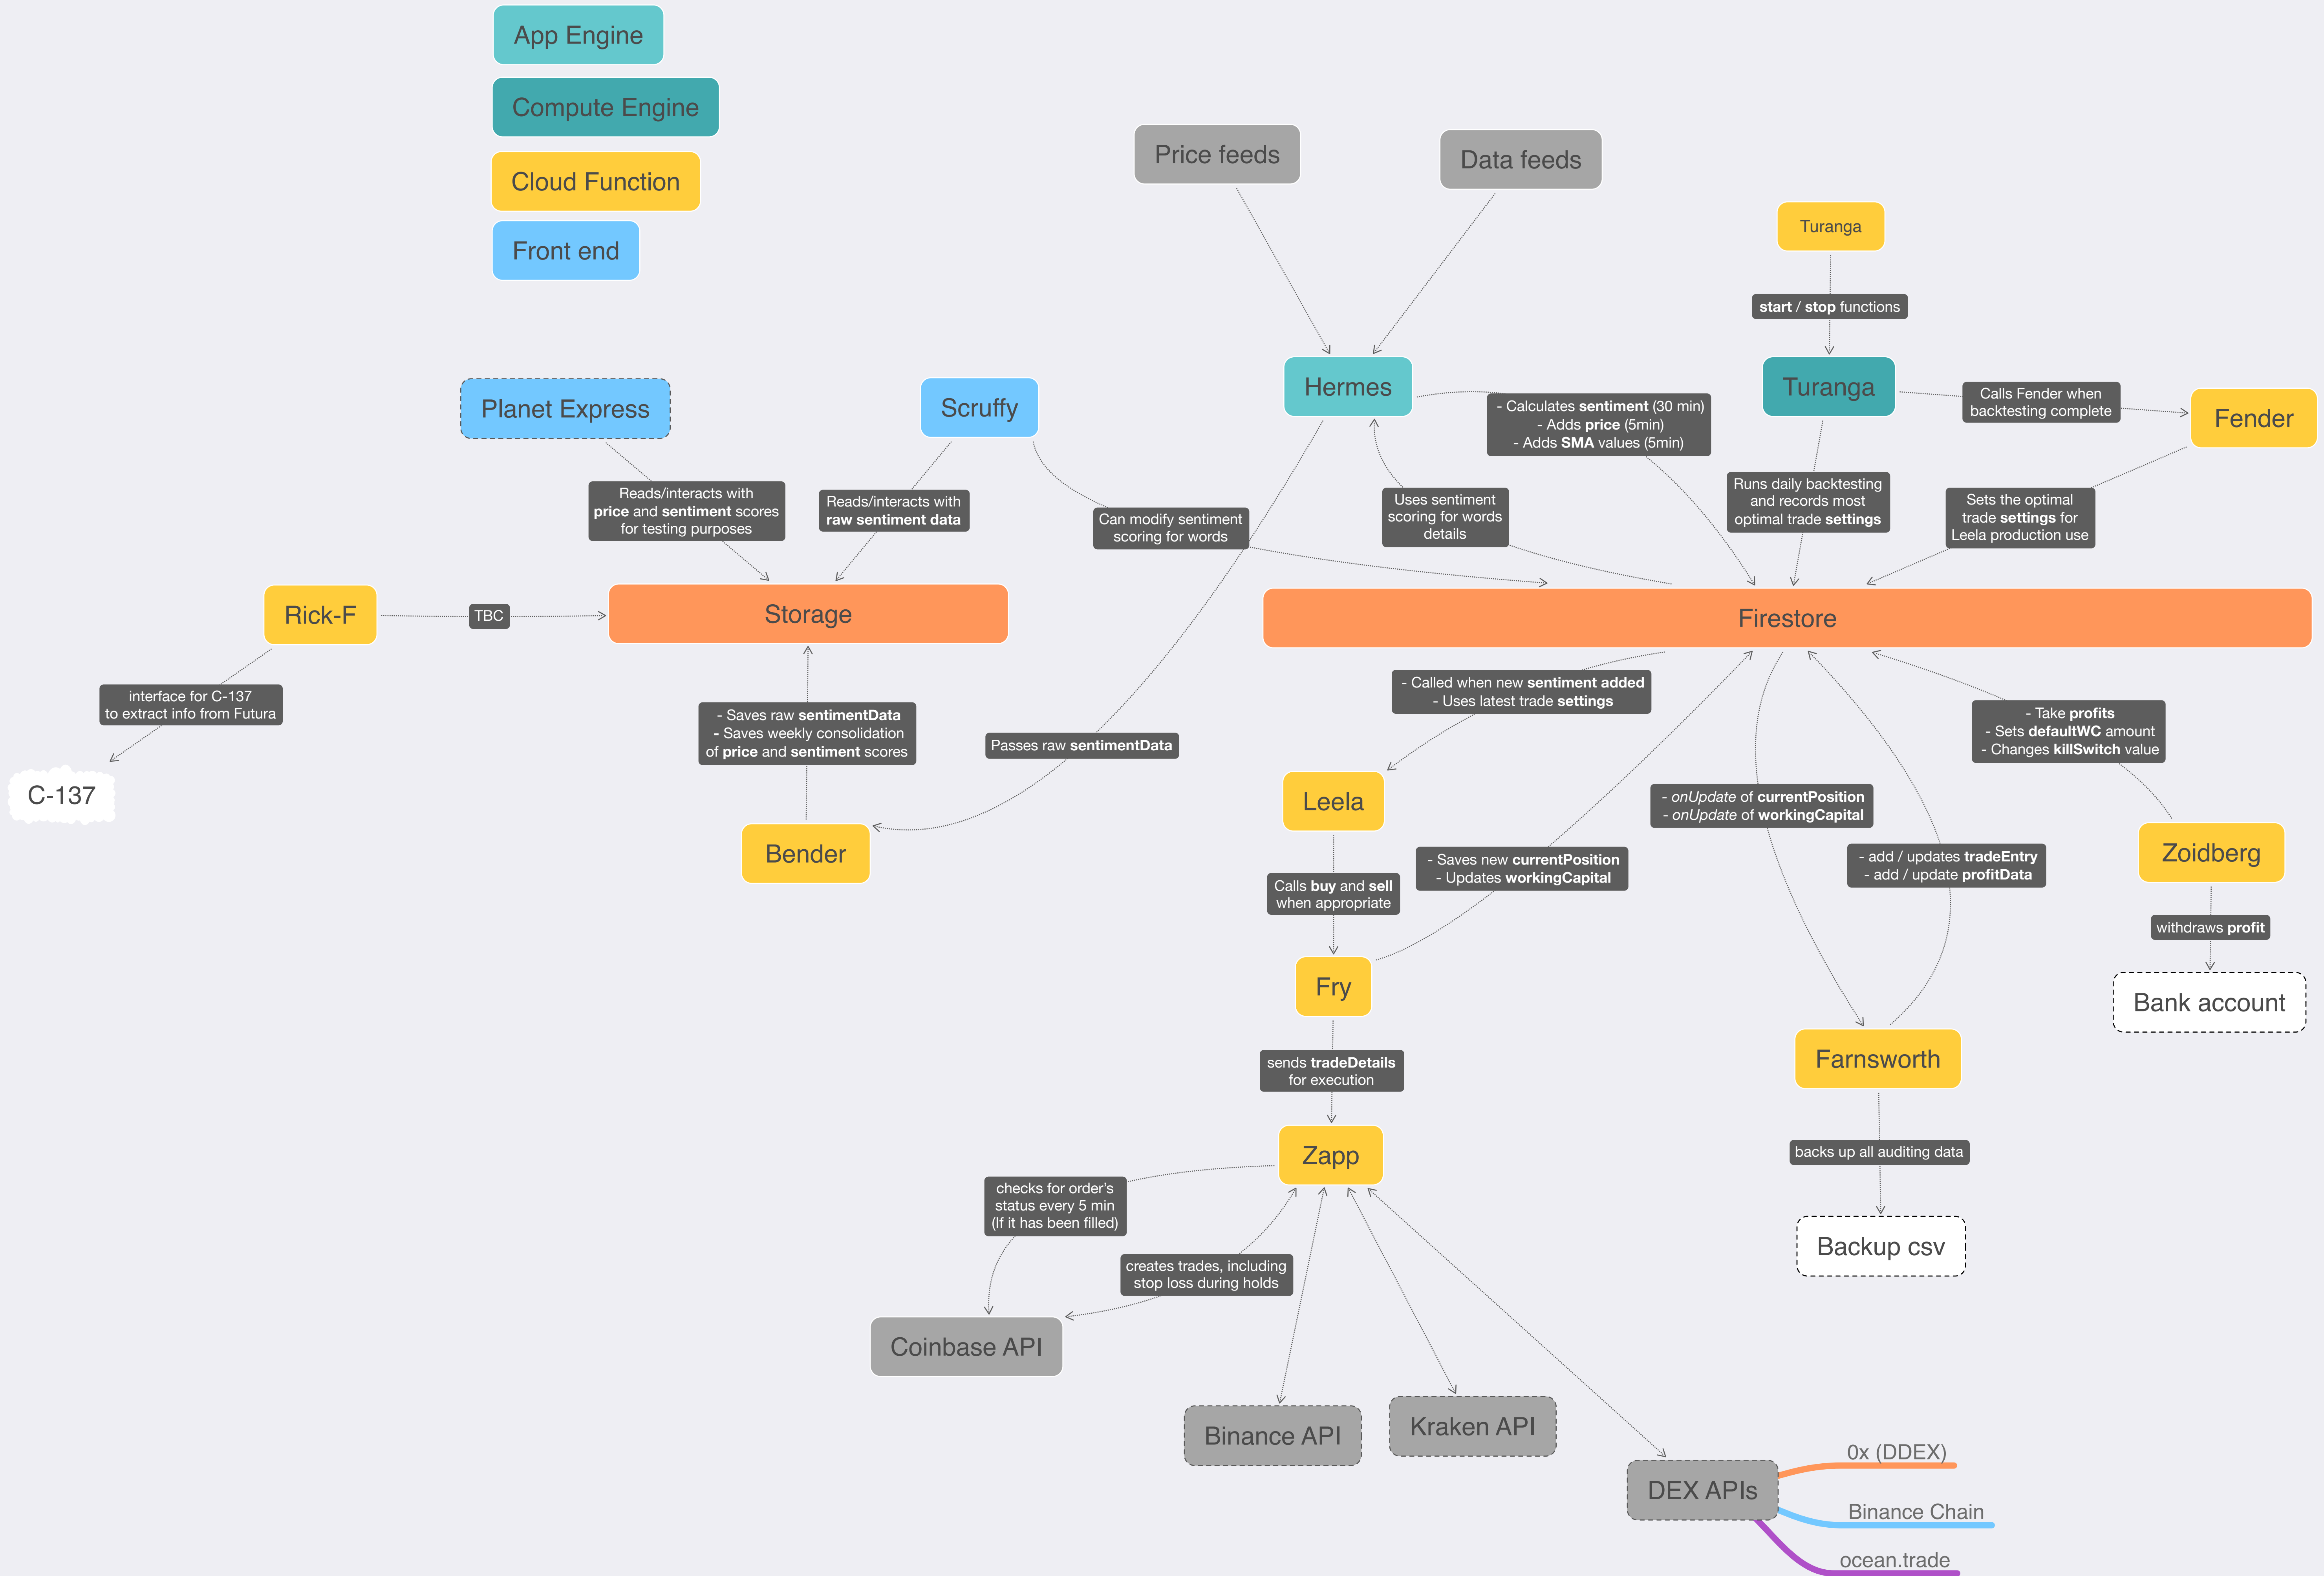 App Engine
Compute Engine
Cloud Function
Front end
Price feeds
Data feeds
Turanga
start / stop functions
Planet Express
Scruffy
Hermes
Turanga
Fender
- Calculates sentiment (30 min)
- Adds price (5min)
- Adds SMA values (5min)
Calls Fender when
backtesting complete
Reads/interacts with
price and sentiment scores
for testing purposes
Reads/interacts with
raw sentiment data
Can modify sentiment
scoring for words
Uses sentiment
scoring for words
details
Runs daily backtesting
and records most
optimal trade settings
Sets the optimal
trade settings for
Leela production use
Rick-F
TBC
Storage
Firestore
interface for C-137
to extract info from Futura
C-137
- Saves raw sentimentData
- Saves weekly consolidation
of price and sentiment scores
Passes raw sentimentData
- Called when new sentiment added
- Uses latest trade settings
- Take profits
- Sets defaultWC amount
- Changes killSwitch value
Bender
Leela
- onUpdate of currentPosition
- onUpdate of workingCapital
- Saves new currentPosition
- Updates workingCapital
- add / updates tradeEntry
- add / update profitData
Zoidberg
Calls buy and sell
when appropriate
withdraws profit
Fry
Bank account
sends tradeDetails
for execution
Farnsworth
Zapp
backs up all auditing data
checks for order's
status every 5 min
(If it has been filled)
creates trades, including
stop loss during holds
Backup csv
Coinbase API
Binance API
Kraken API
DEX APIs
0x (DDEX)
Binance Chain
ocean.trade